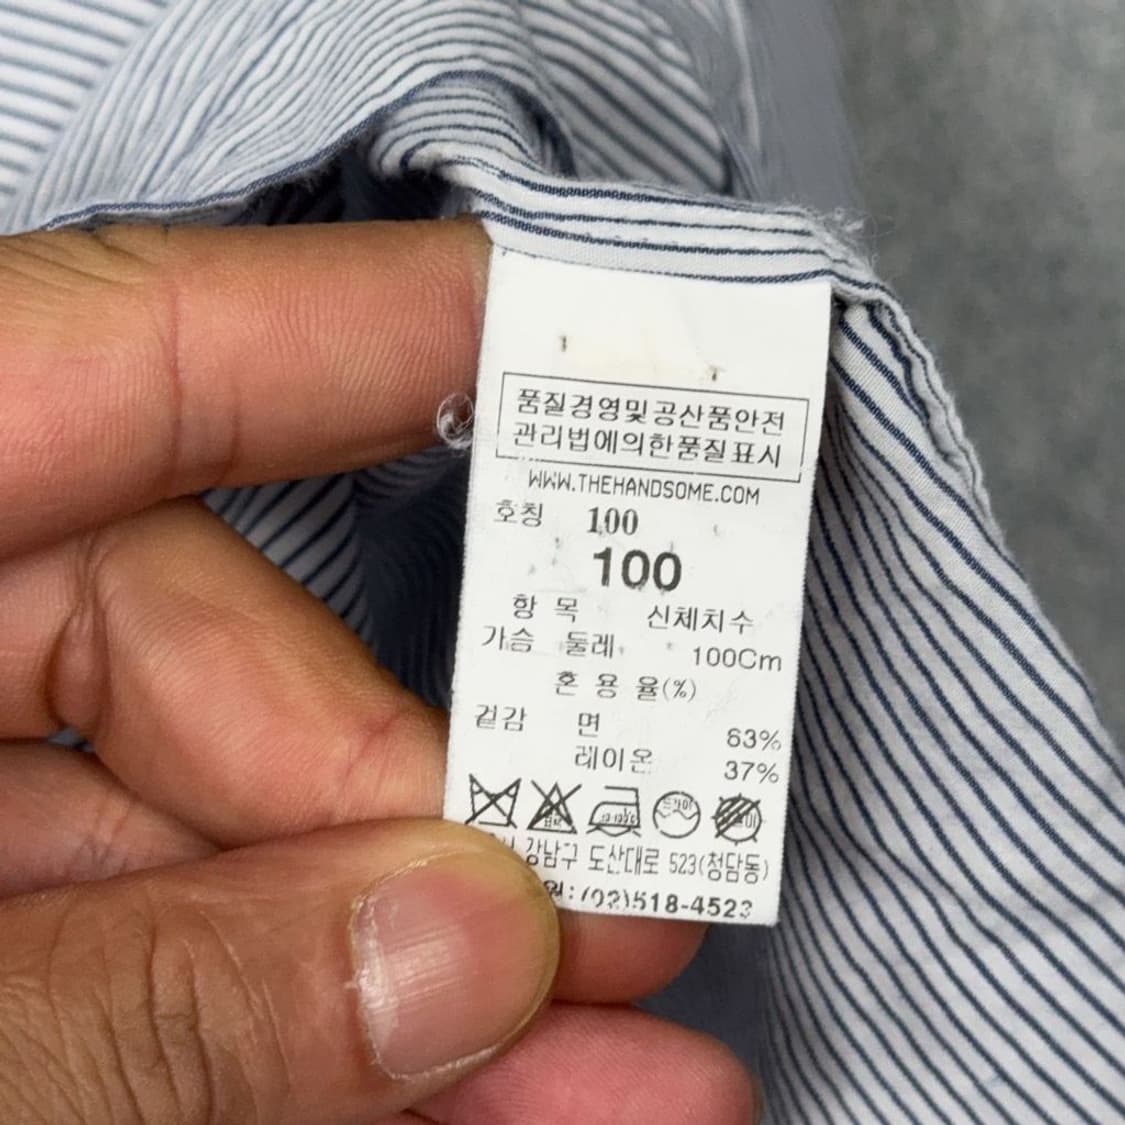 품질경영및공산품안전
관리법에의한품질표시
WWW.THEHANDSOME.COM
호칭 100
100
항 목 신체치수
가슴 둘레 100Cm
혼 용 율(%)
겉감 면 63%
레이온 37%
강남구 도산대로 523(청담동)
:(02)518-4523